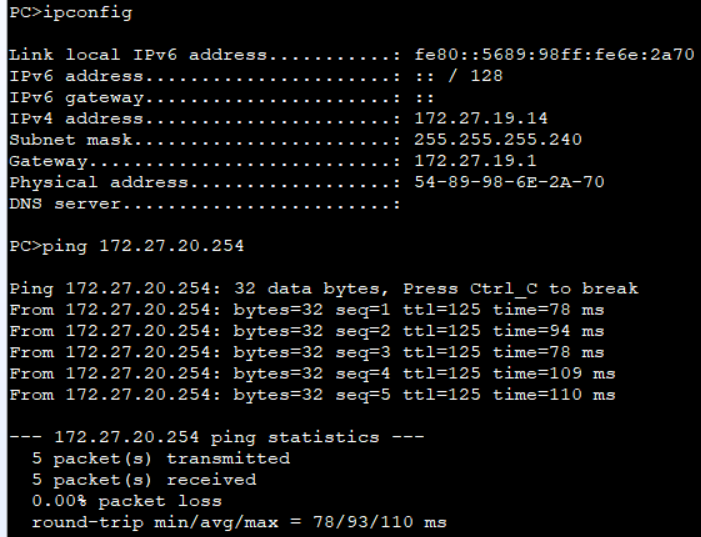 PC>ipconfig
Link local IPv6 address...........: fe80::5689:98ff:fe6e:2a70
IPv6 address......................: :: / 128
IPv6 gateway......................: ::
IPv4 address......................: 172.27.19.14
Subnet mask.......................: 255.255.255.240
Gateway...........................: 172.27.19.1
Physical address..................: 54-89-98-6E-2A-70
DNS server........................:
PC>ping 172.27.20.254
Ping 172.27.20.254: 32 data bytes, Press Ctrl_C to break
From 172.27.20.254: bytes=32 seq=1 ttl=125 time=78 ms
From 172.27.20.254: bytes=32 seq=2 ttl=125 time=94 ms
From 172.27.20.254: bytes=32 seq=3 ttl=125 time=78 ms
From 172.27.20.254: bytes=32 seq=4 ttl=125 time=109 ms
From 172.27.20.254: bytes=32 seq=5 ttl=125 time=110 ms
--- 172.27.20.254 ping statistics ---
5 packet(s) transmitted
5 packet(s) received
0.00% packet loss
round-trip min/avg/max = 78/93/110 ms